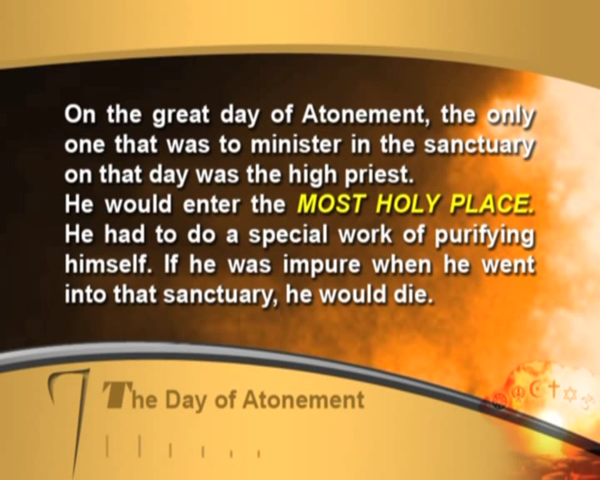 On the great day of Atonement, the only
one that was to minister in the sanctuary
on that day was the high priest.
He would enter the MOST HOLY PLACE.
He had to do a special work of purifying
himself. If he was impure when he went
into that sanctuary, he would die.
7 The Day of Atonement